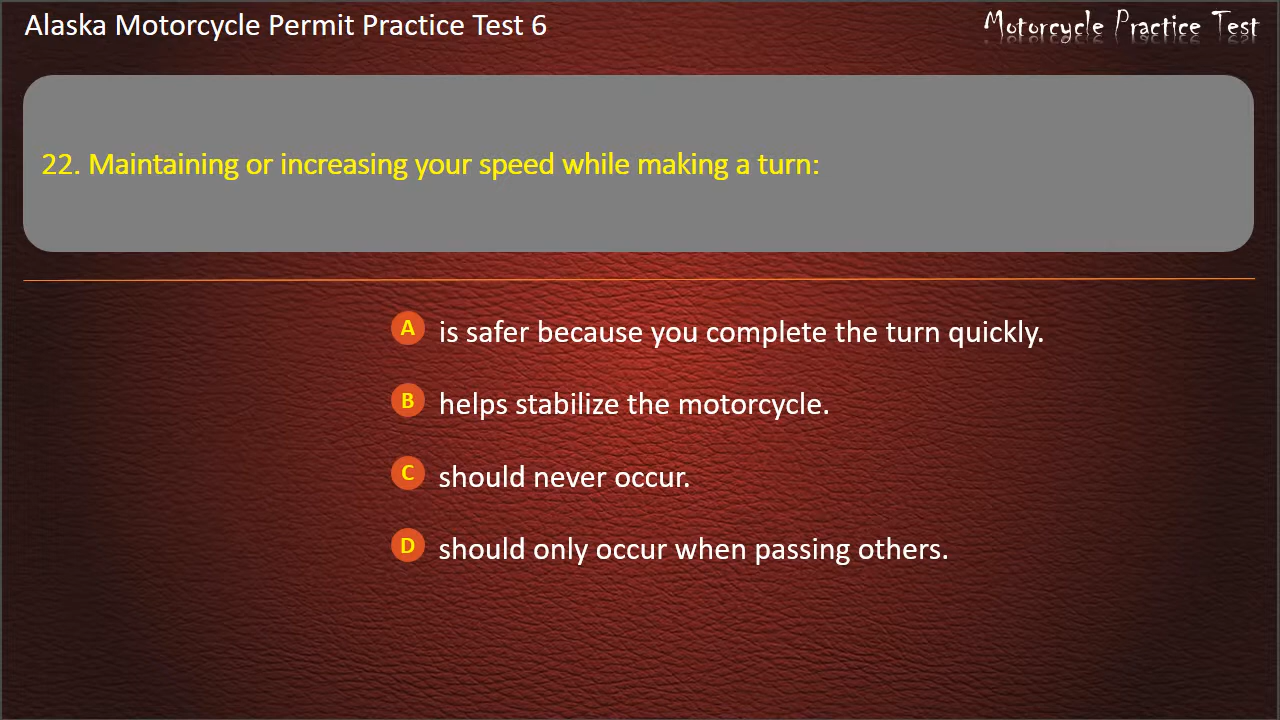 Alaska Motorcycle Permit Practice Test 6
Motorcycle Practice Test
22. Maintaining or increasing your speed while making a turn:
A is safer because you complete the turn quickly.
B helps stabilize the motorcycle.
C should never occur.
D should only occur when passing others.